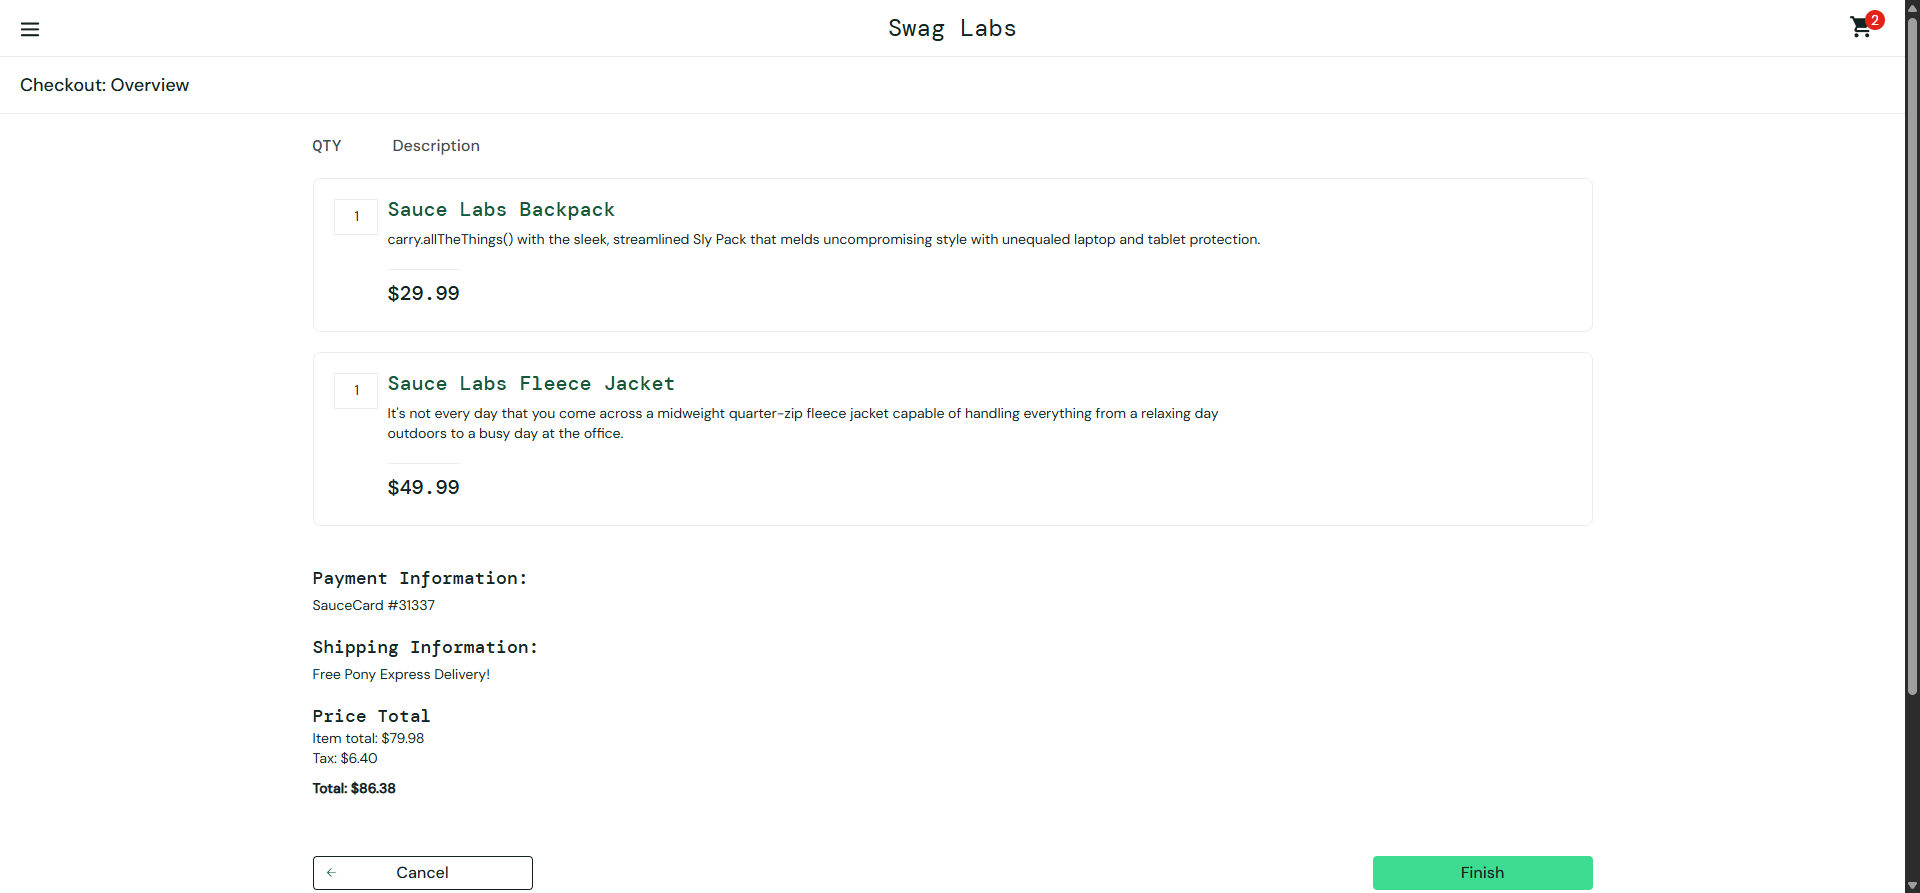 Swag Labs
2
Checkout: Overview
QTY Description
1
Sauce Labs Backpack
carry.allTheThings() with the sleek, streamlined Sly Pack that melds uncompromising style with unequaled laptop and tablet protection.
$29.99
1
Sauce Labs Fleece Jacket
It's not every day that you come across a midweight quarter-zip fleece jacket capable of handling everything from a relaxing day
outdoors to a busy day at the office.
$49.99
Payment Information:
SauceCard #31337
Shipping Information:
Free Pony Express Delivery!
Price Total
Item total: $79.98
Tax: $6.40
Total: $86.38
Cancel
Finish